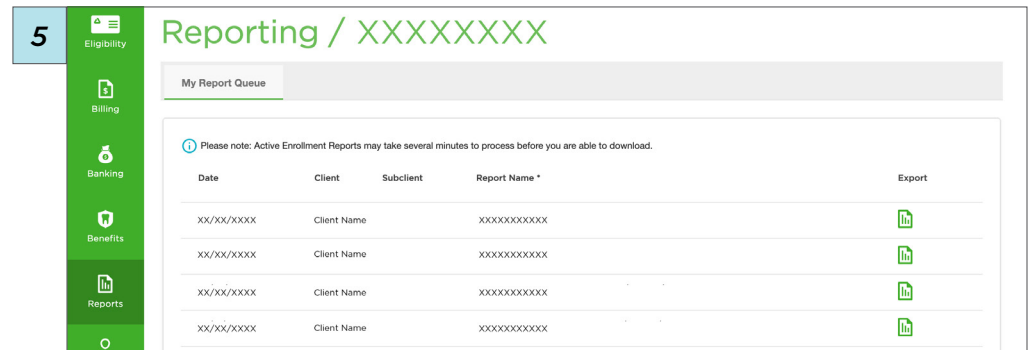 5
Eligibility
Billing
Banking
Benefits
Reports
Reporting / XXXXXXXX
My Report Queue
Please note: Active Enrollment Reports may take several minutes to process before you are able to download.
Date Client Subclient Report Name * Export
XX/XX/XXXX Client Name XXXXXXXXXXX
XX/XX/XXXX Client Name XXXXXXXXXXX
XX/XX/XXXX Client Name XXXXXXXXXXX
XX/XX/XXXX Client Name XXXXXXXXXXX